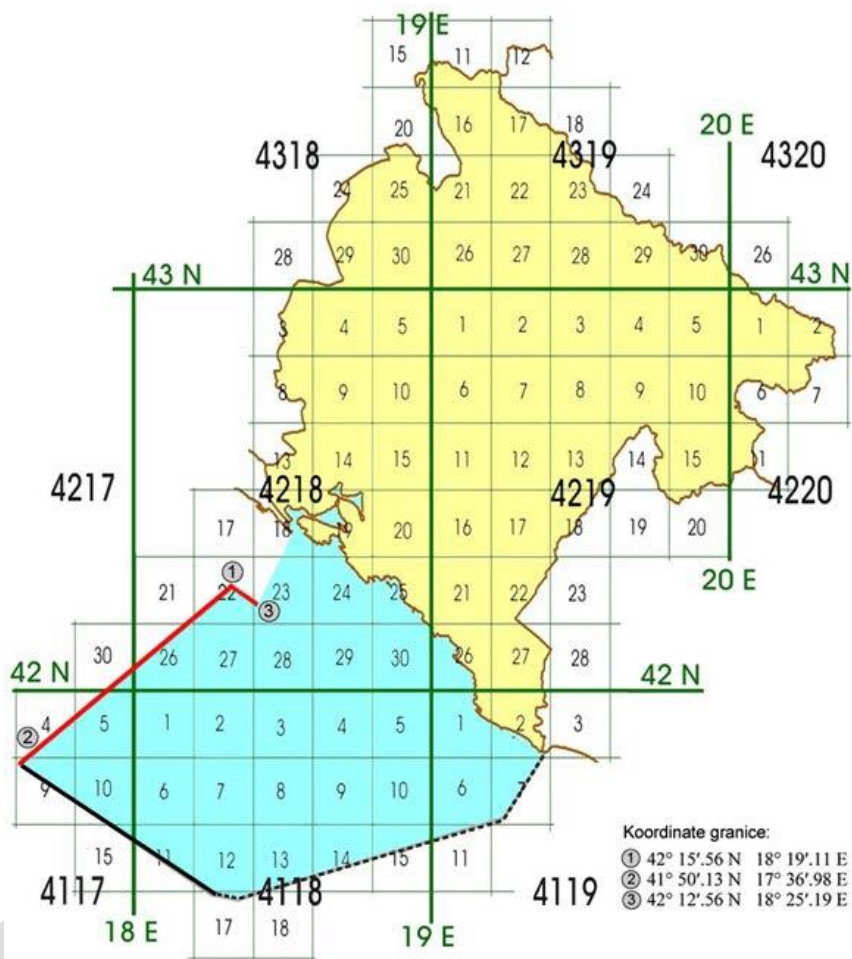 19 E
15 11 12
20 16 17 18
20 E
4318 4319 4320
24 25 21 22 23 24
28 29 30 26 27 28 29 30 26
43 N 43 N
3 4 5 1 2 3 4 5 1 2
8 9 10 6 7 8 9 10 6 7
13 14 15 11 12 13 14 15 1
4217 4218 4219 4220
17 18 19 20 16 17 18 19 20
1
20 E
21 22 23 24 25 21 22 23
3
30 26 27 28 29 30 26 27 28
42 N 42 N
4 5 1 2 3 4 5 1 2 3
2
9 10 6 7 8 9 10 6 7
15 11 12 13 14 15 11
4117 4118 4119
17 18
18 E 19 E
Koordinate granice:
1 42° 15'.56 N 18° 19'.11 E
2 41° 50'.13 N 17° 36'.98 E
3 42° 12'.56 N 18° 25'.19 E